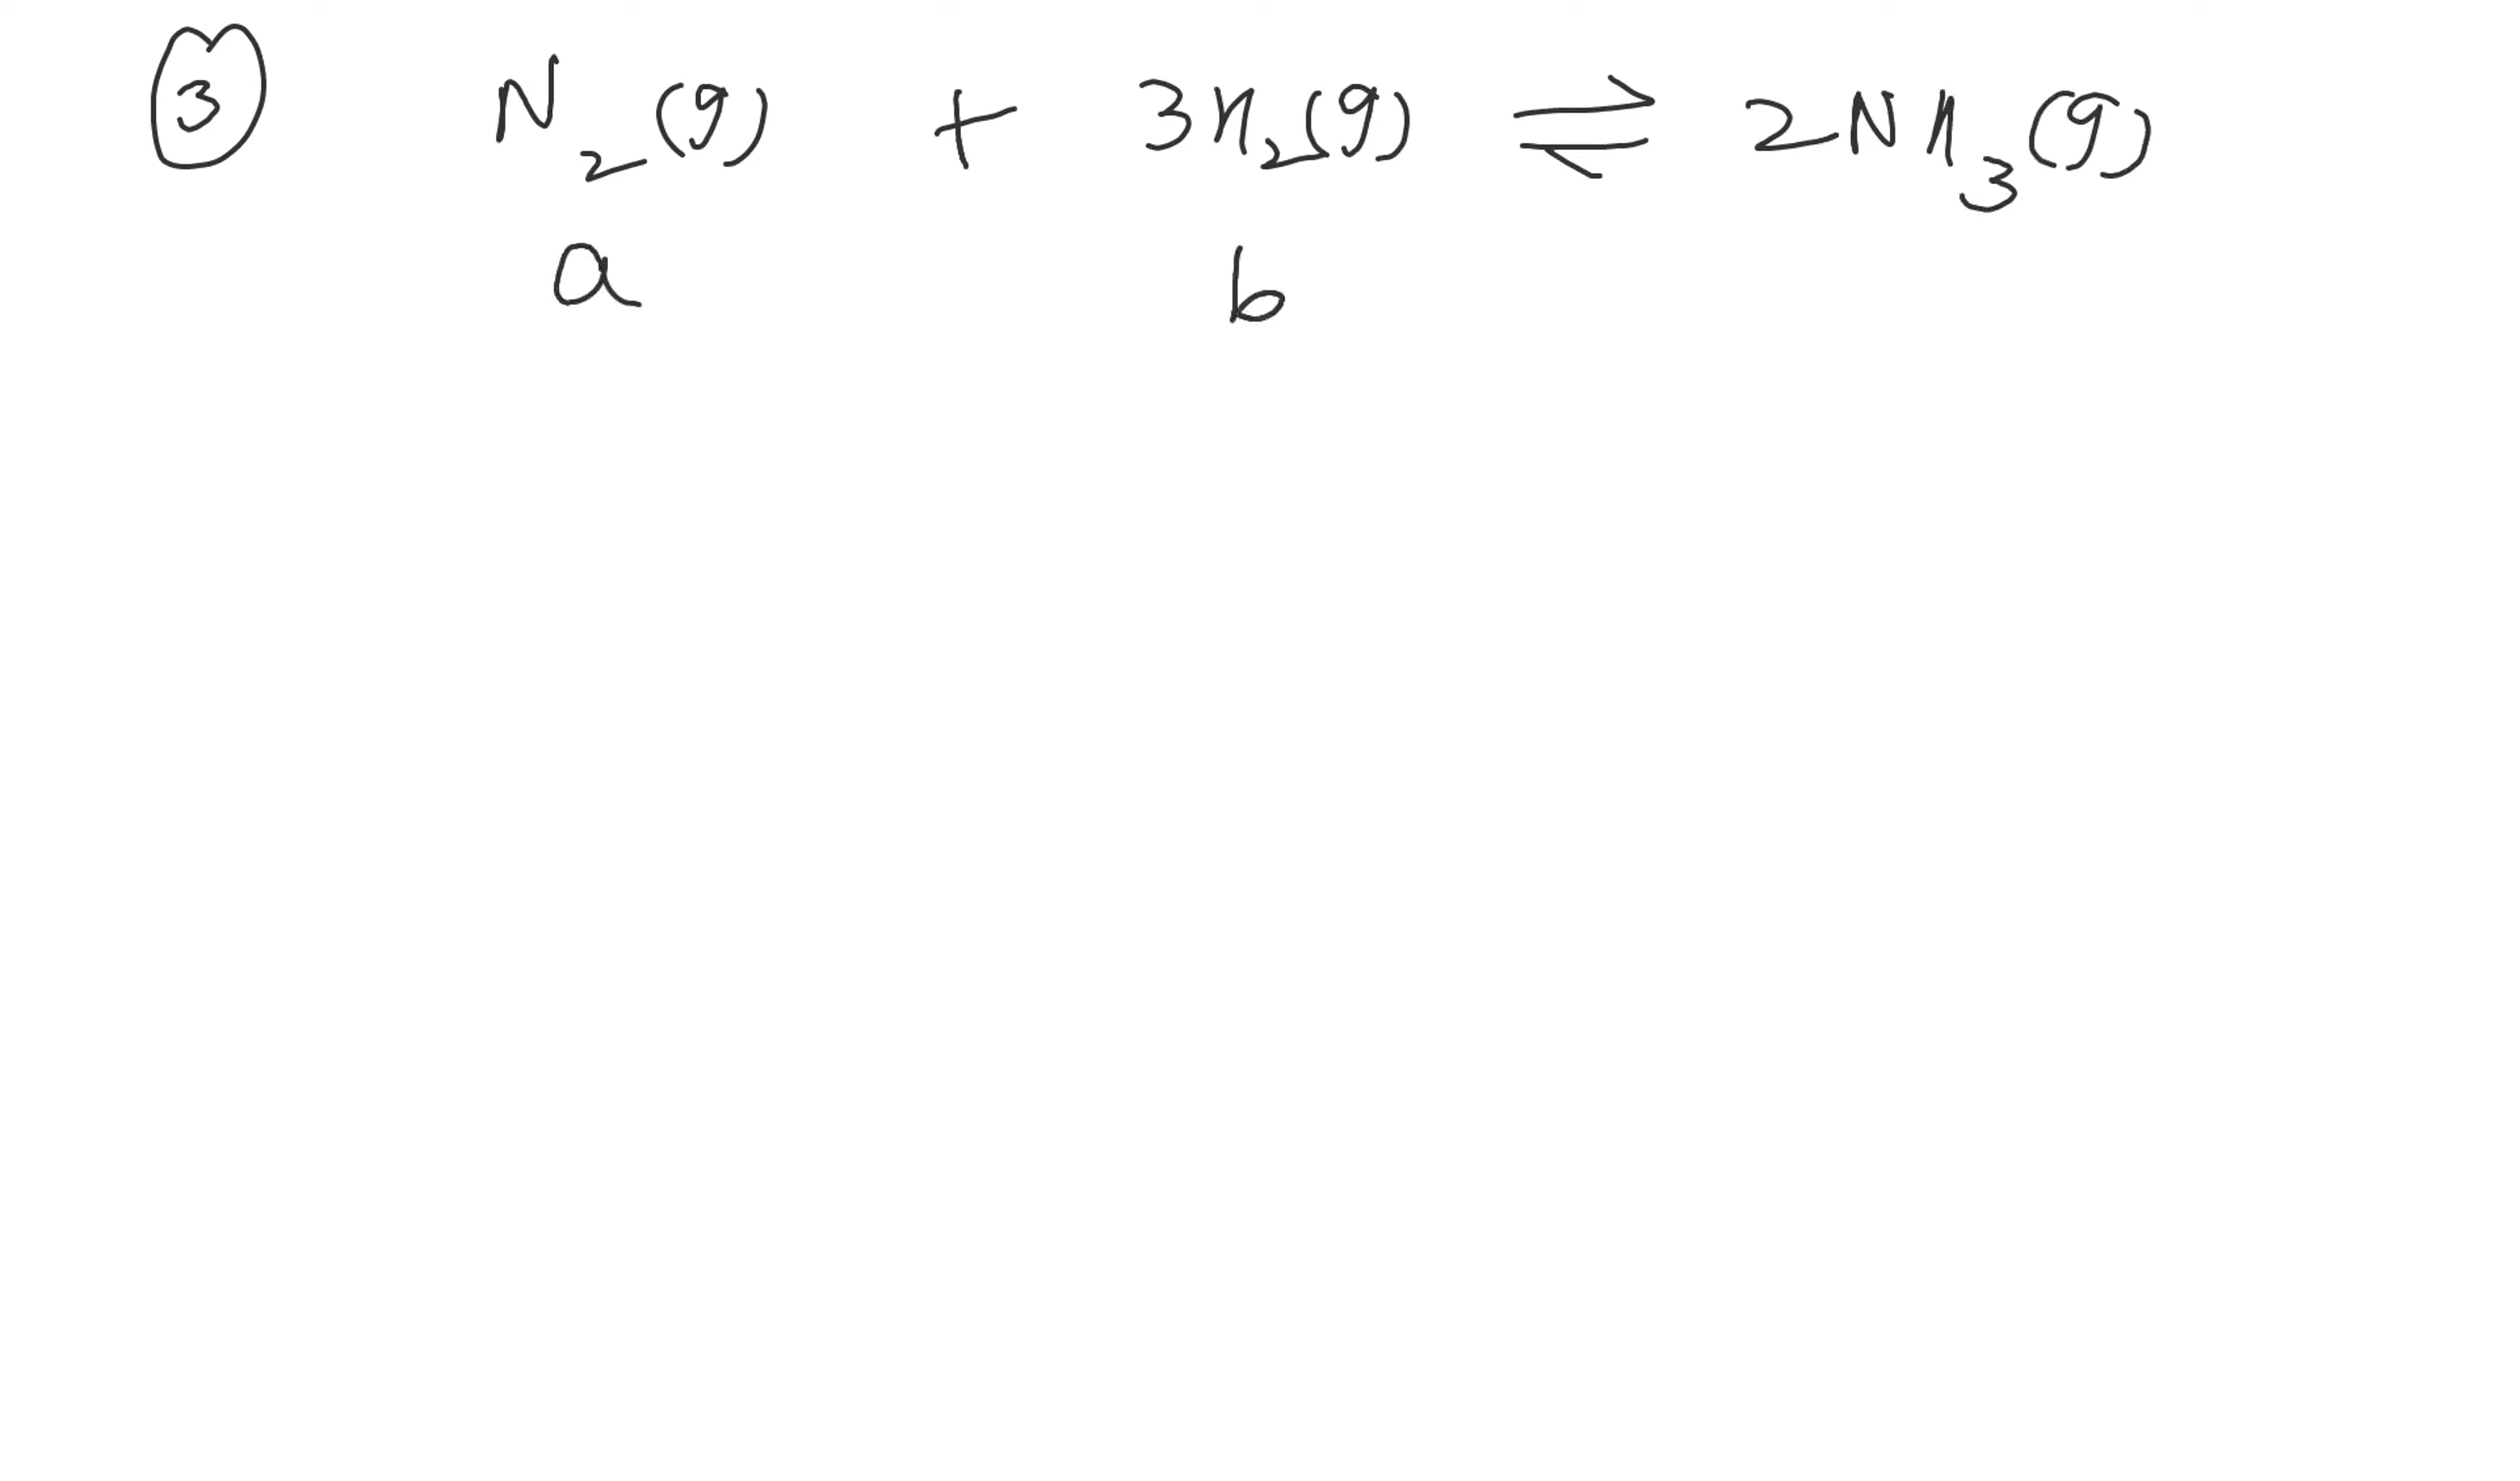 ③ N₂(g) + 3H₂(g) ⇌ 2NH₃(g)
a b